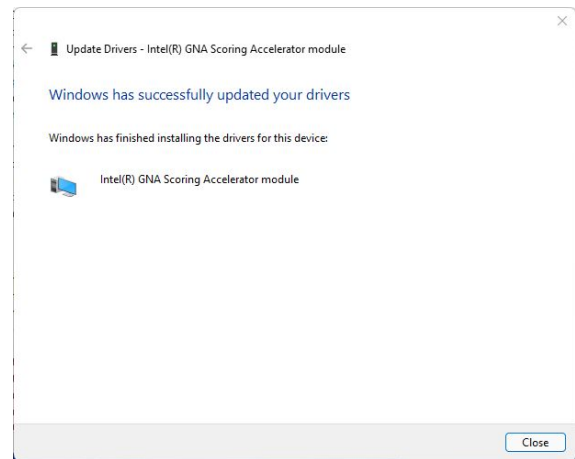 Update Drivers - Intel(R) GNA Scoring Accelerator module
Windows has successfully updated your drivers
Windows has finished installing the drivers for this device:
Intel(R) GNA Scoring Accelerator module
Close